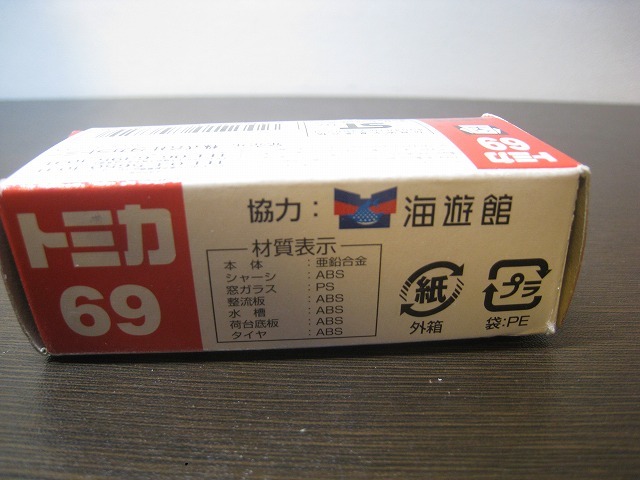 トミカ
69
協力：海遊館
材質表示
本体：亜鉛合金
シャーシ：ABS
窓ガラス：PS
整流板：ABS
水槽：ABS
荷台底板：ABS
タイヤ：ABS
紙
外箱
プラ
袋：PE
トミカ
69
ST